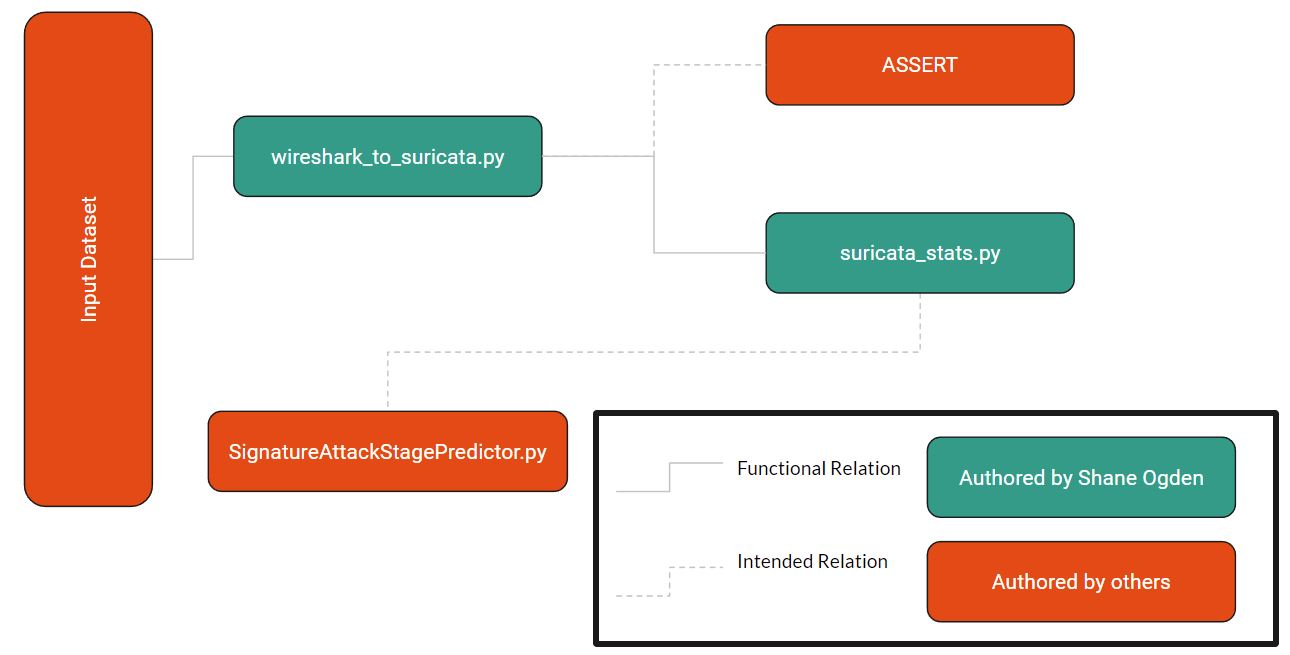 Input Dataset
wireshark_to_suricata.py
ASSERT
suricata_stats.py
SignatureAttackStagePredictor.py
Functional Relation
Authored by Shane Ogden
Intended Relation
Authored by others